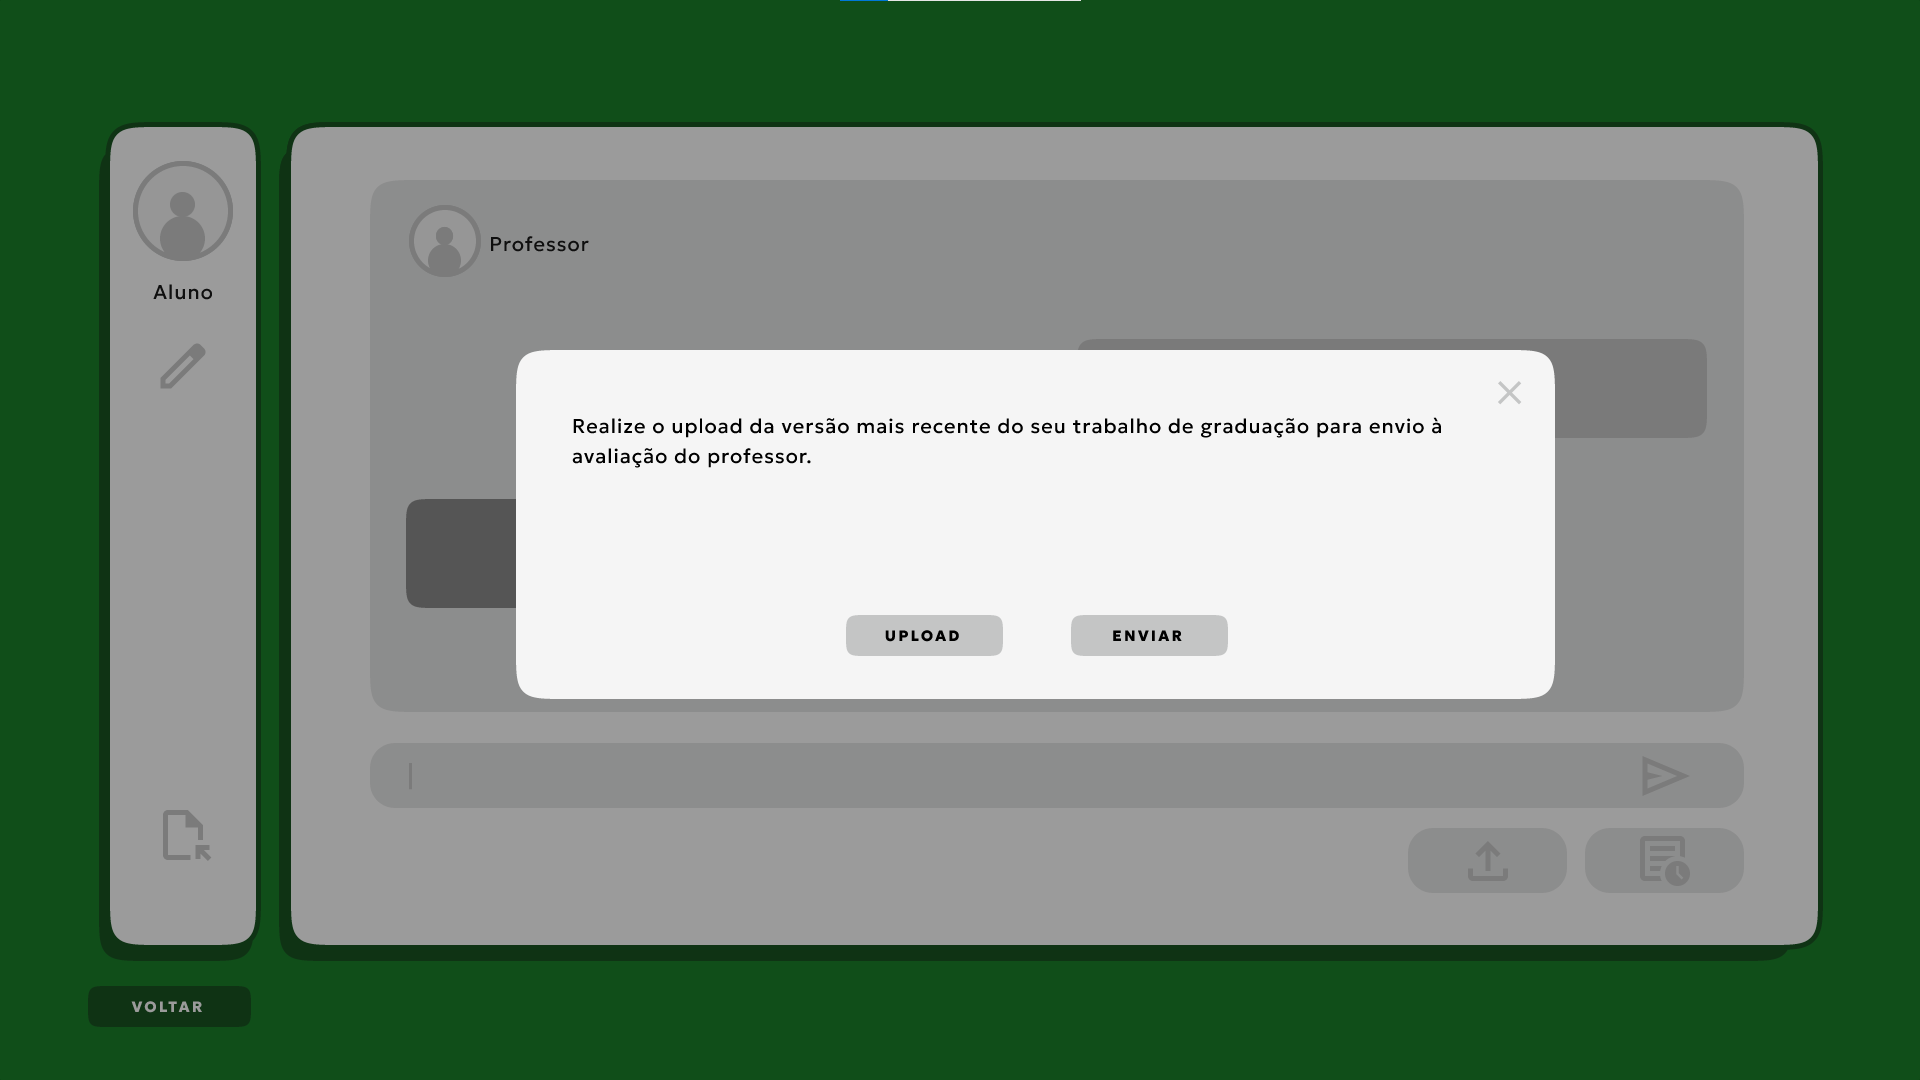 Professor
Aluno
Realize o upload da versão mais recente do seu trabalho de graduação para envio à
avaliação do professor.
UPLOAD
ENVIAR
VOLTAR